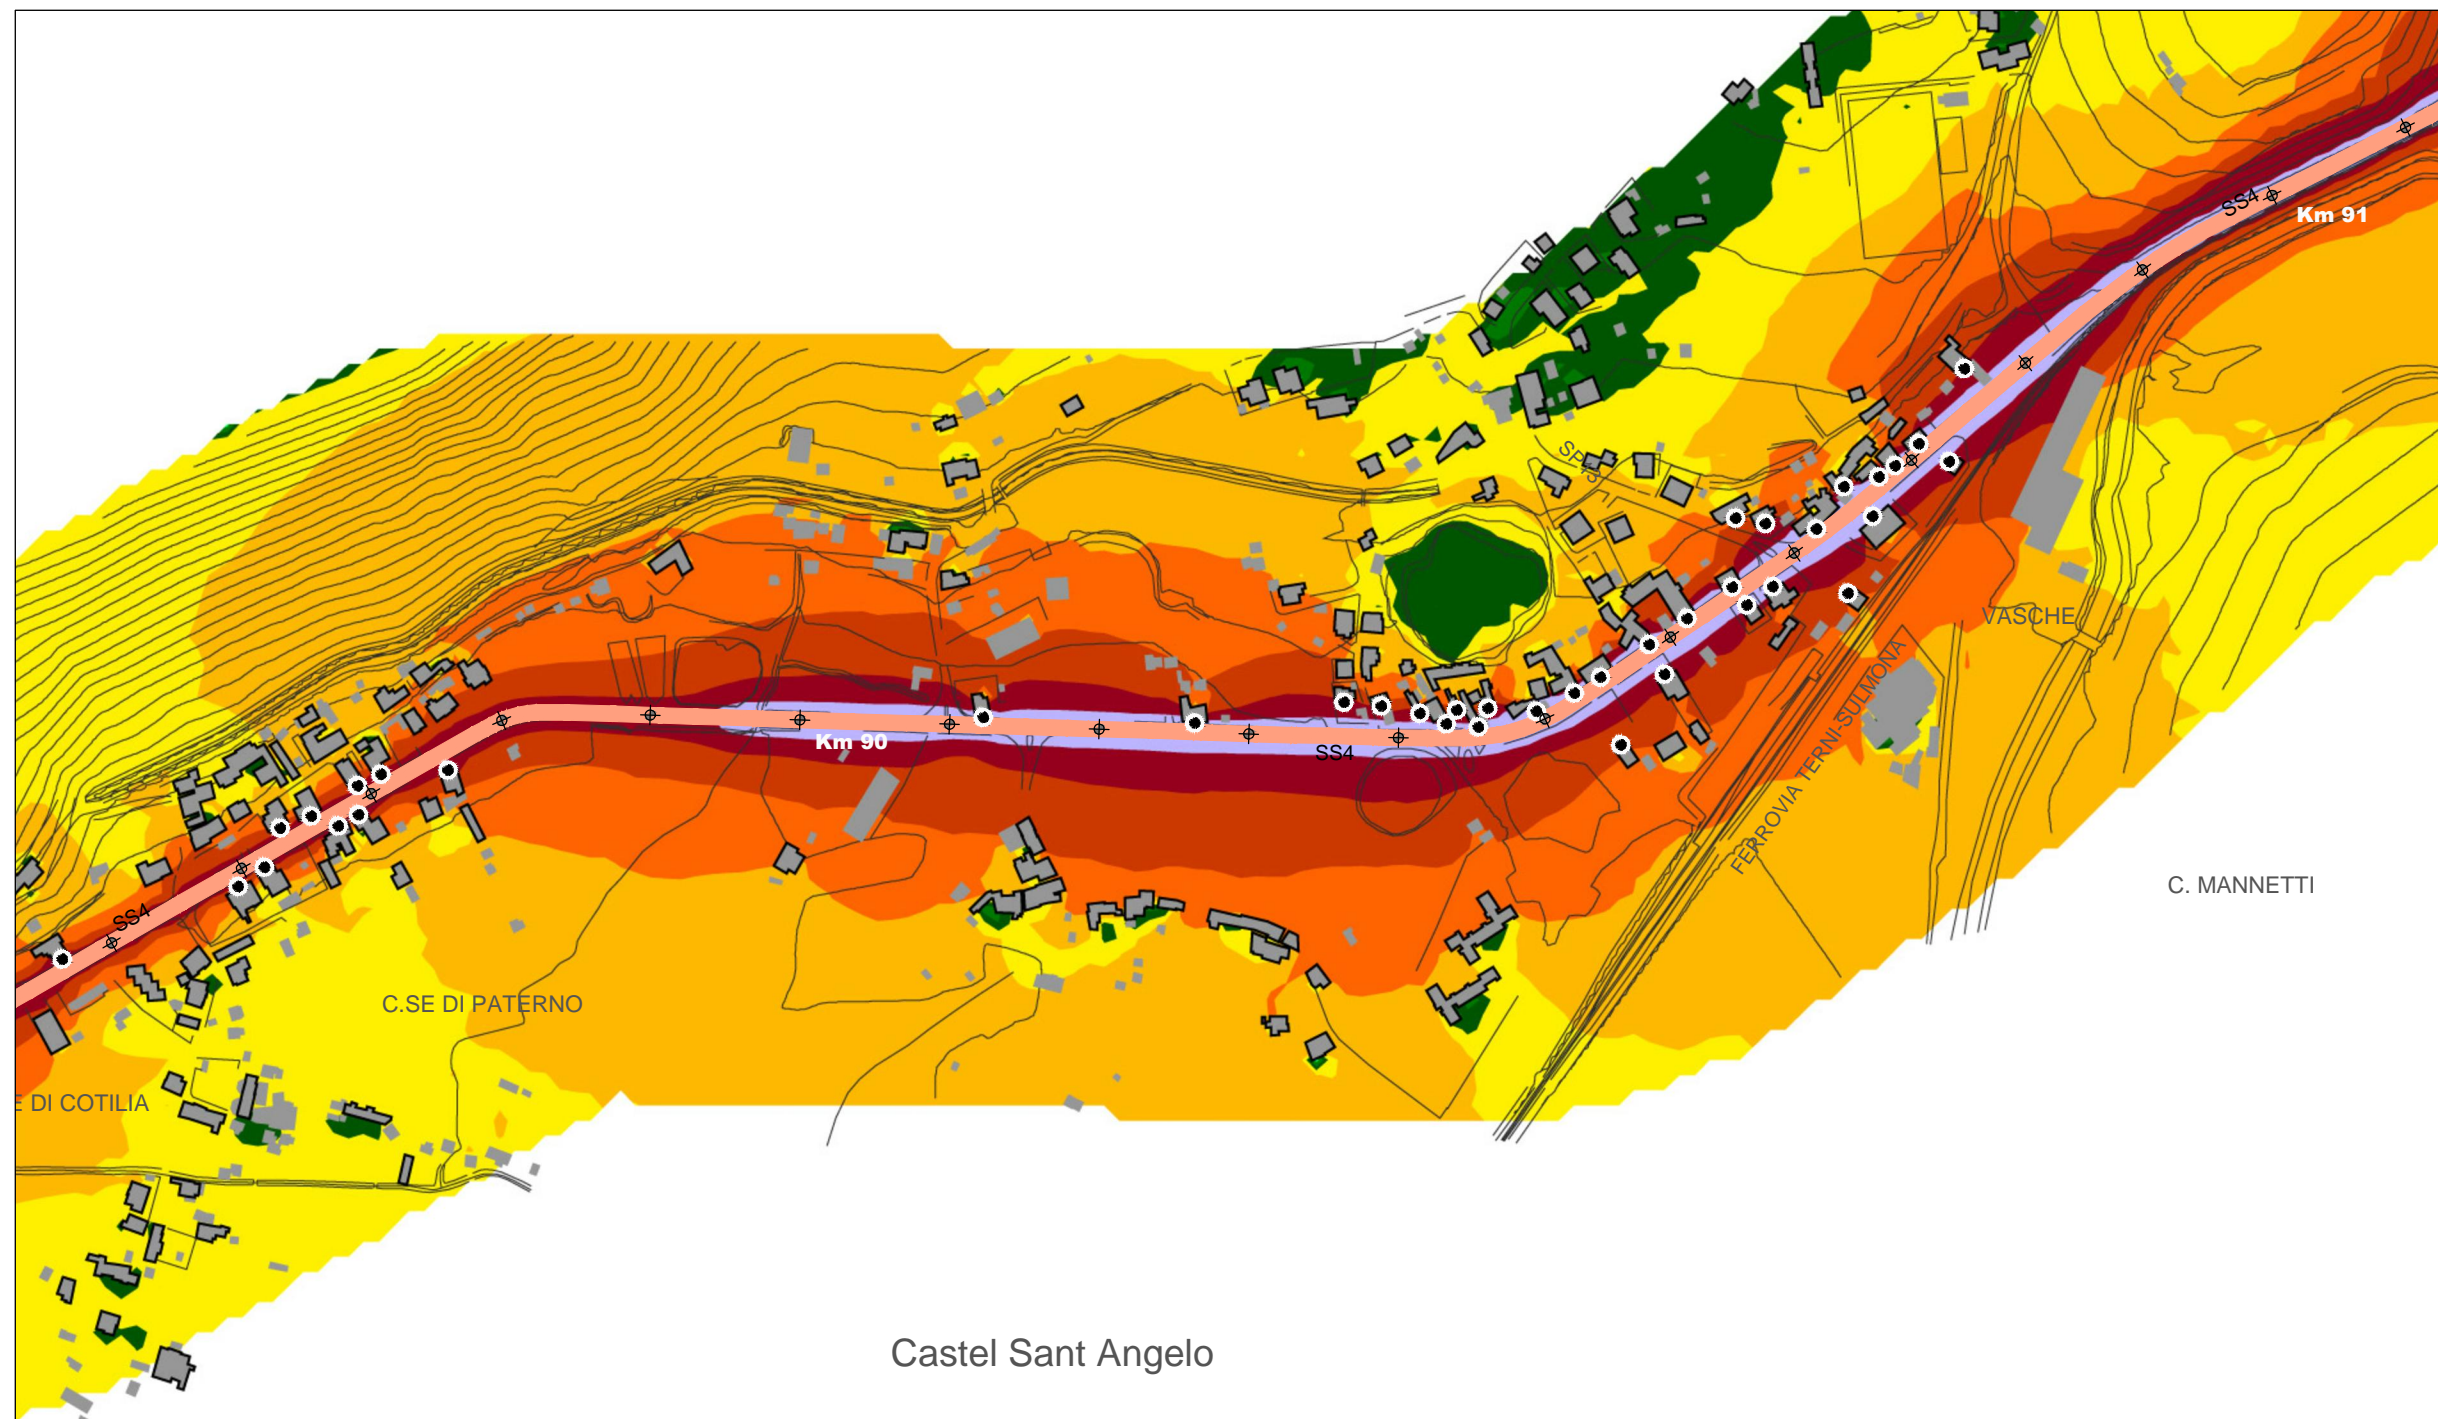 SS4
Km 91
SP23
VASCHE
FERROVIA TERNI-SULMONA
Km 90
SS4
C. MANNETTI
SS4
C.SE DI PATERNO
E DI COTILIA
Castel Sant Angelo